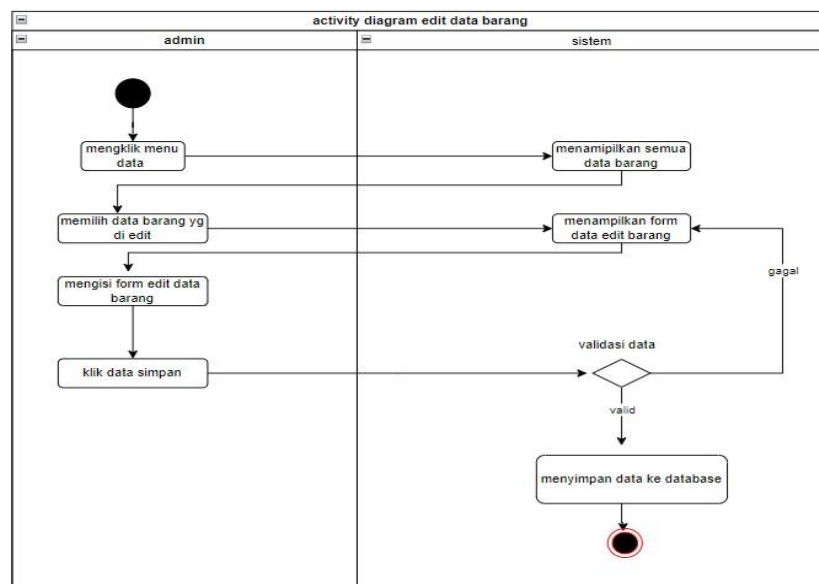 activity diagram edit data barang
admin
sistem
mengklik menu
data
menamipilkan semua
data barang
memilih data barang yg
di edit
menampilkan form
data edit barang
gagal
mengisi form edit data
barang
validasi data
klik data simpan
valid
menyimpan data ke database